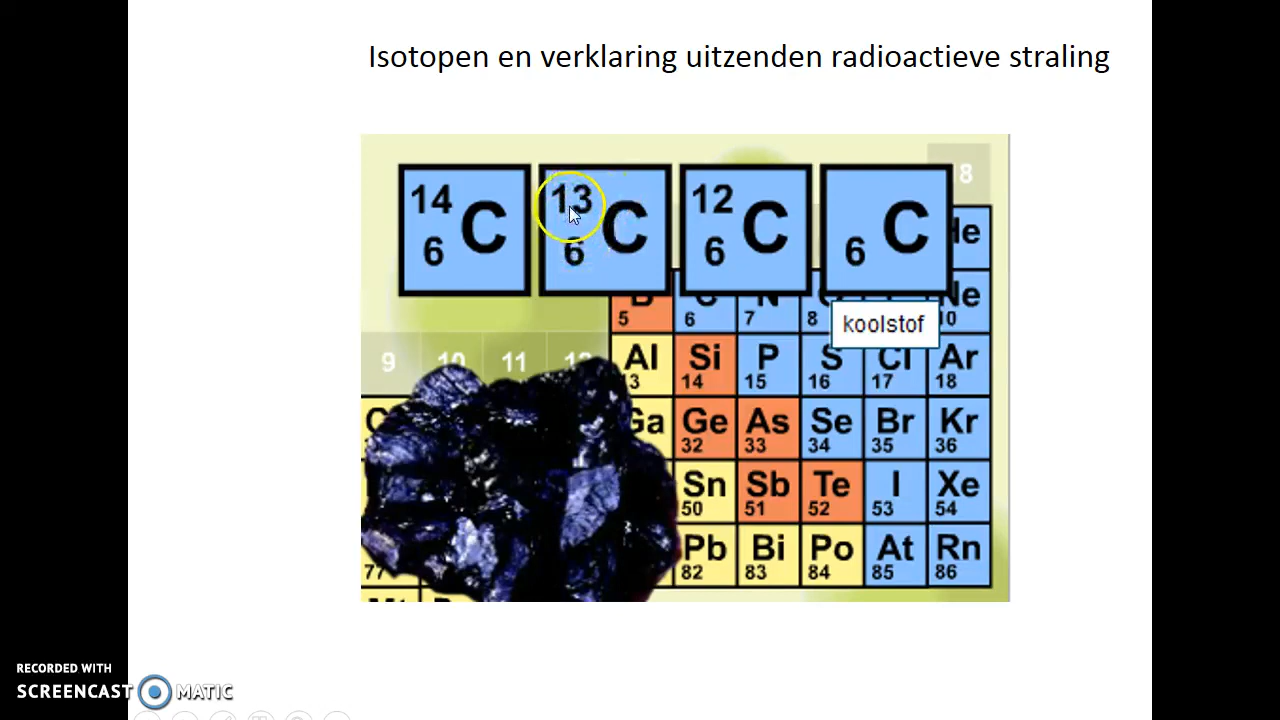 Isotopen en verklaring uitzenden radioactieve straling
8
14 13 12
C C C C He
6 6 6 6
B C N Ne
5 6 7 8 10
koolstof
9 10 11 12 Al Si P S Cl Ar
13 14 15 16 17 18
Ga Ge As Se Br Kr
32 33 34 35 36
Sn Sb Te I Xe
50 51 52 53 54
Pb Bi Po At Rn
77 82 83 84 85 86
RECORDED WITH
SCREENCAST MATIC